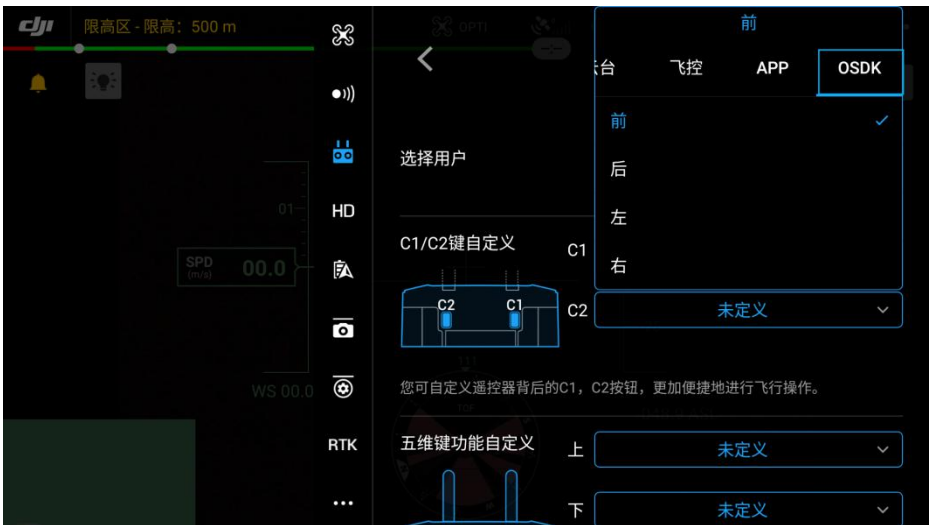 dji
限高区 - 限高：500 m
GPTI
前
云台 飞控 APP OSDK
前
后
左
右
选择用户
01
HD
C1/C2键自定义
C1
SPD
(m/s)
00.0
C2 C1
C2
未定义
WS 00.0
您可自定义遥控器背后的C1，C2按钮，更加便捷地进行飞行操作。
RTK
五维键功能自定义
上
未定义
下
未定义